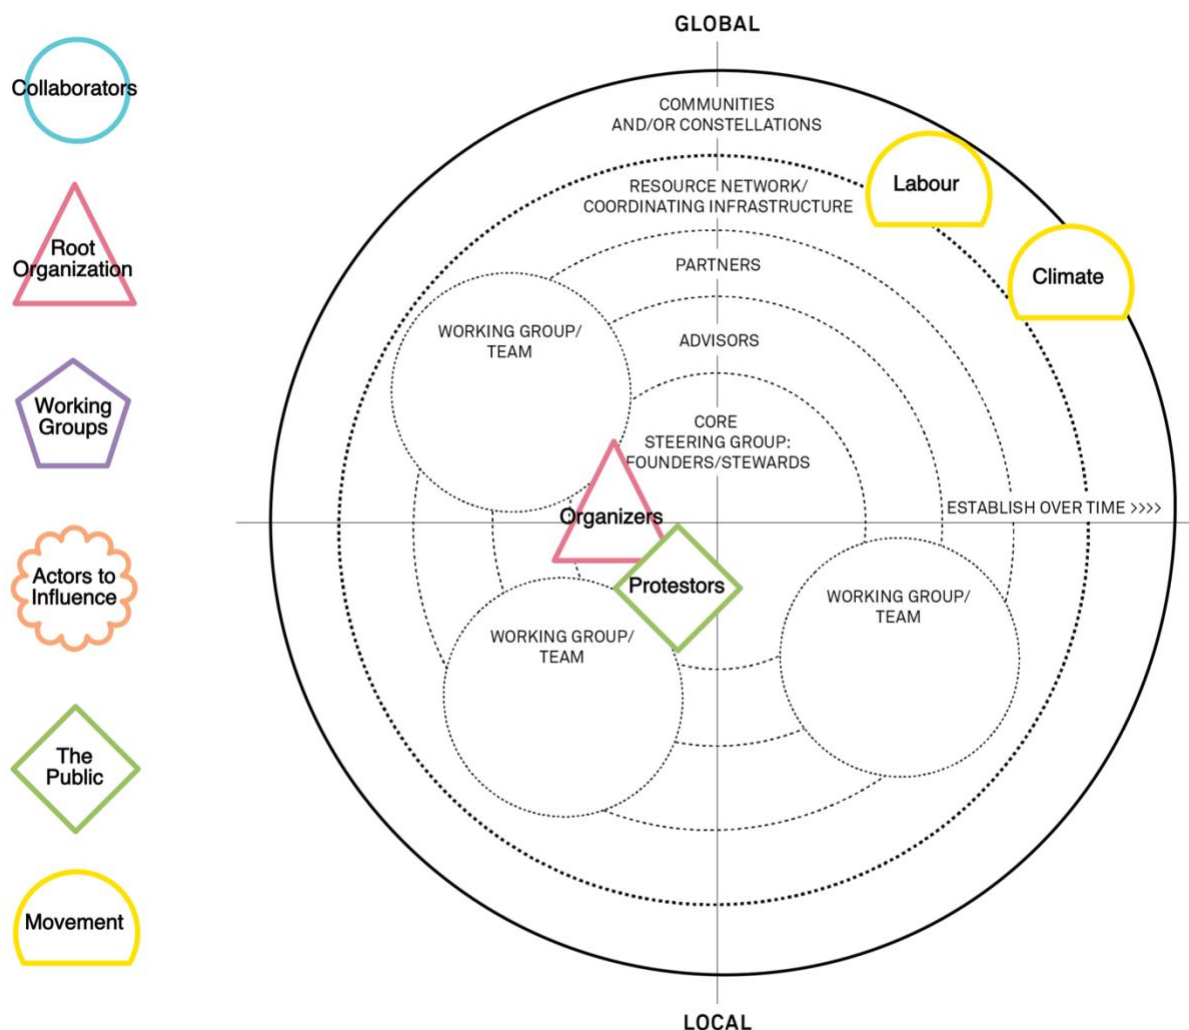 GLOBAL
Collaborators
Root
Organization
Working
Groups
Actors to
Influence
The
Public
Movement
COMMUNITIES
AND/OR CONSTELLATIONS
Labour
RESOURCE NETWORK/
COORDINATING INFRASTRUCTURE
Climate
PARTNERS
WORKING GROUP/
TEAM
ADVISORS
CORE
STEERING GROUP:
FOUNDERS/STEWARDS
ESTABLISH OVER TIME >>>>
Organizers
Protestors
WORKING GROUP/
TEAM
WORKING GROUP/
TEAM
LOCAL